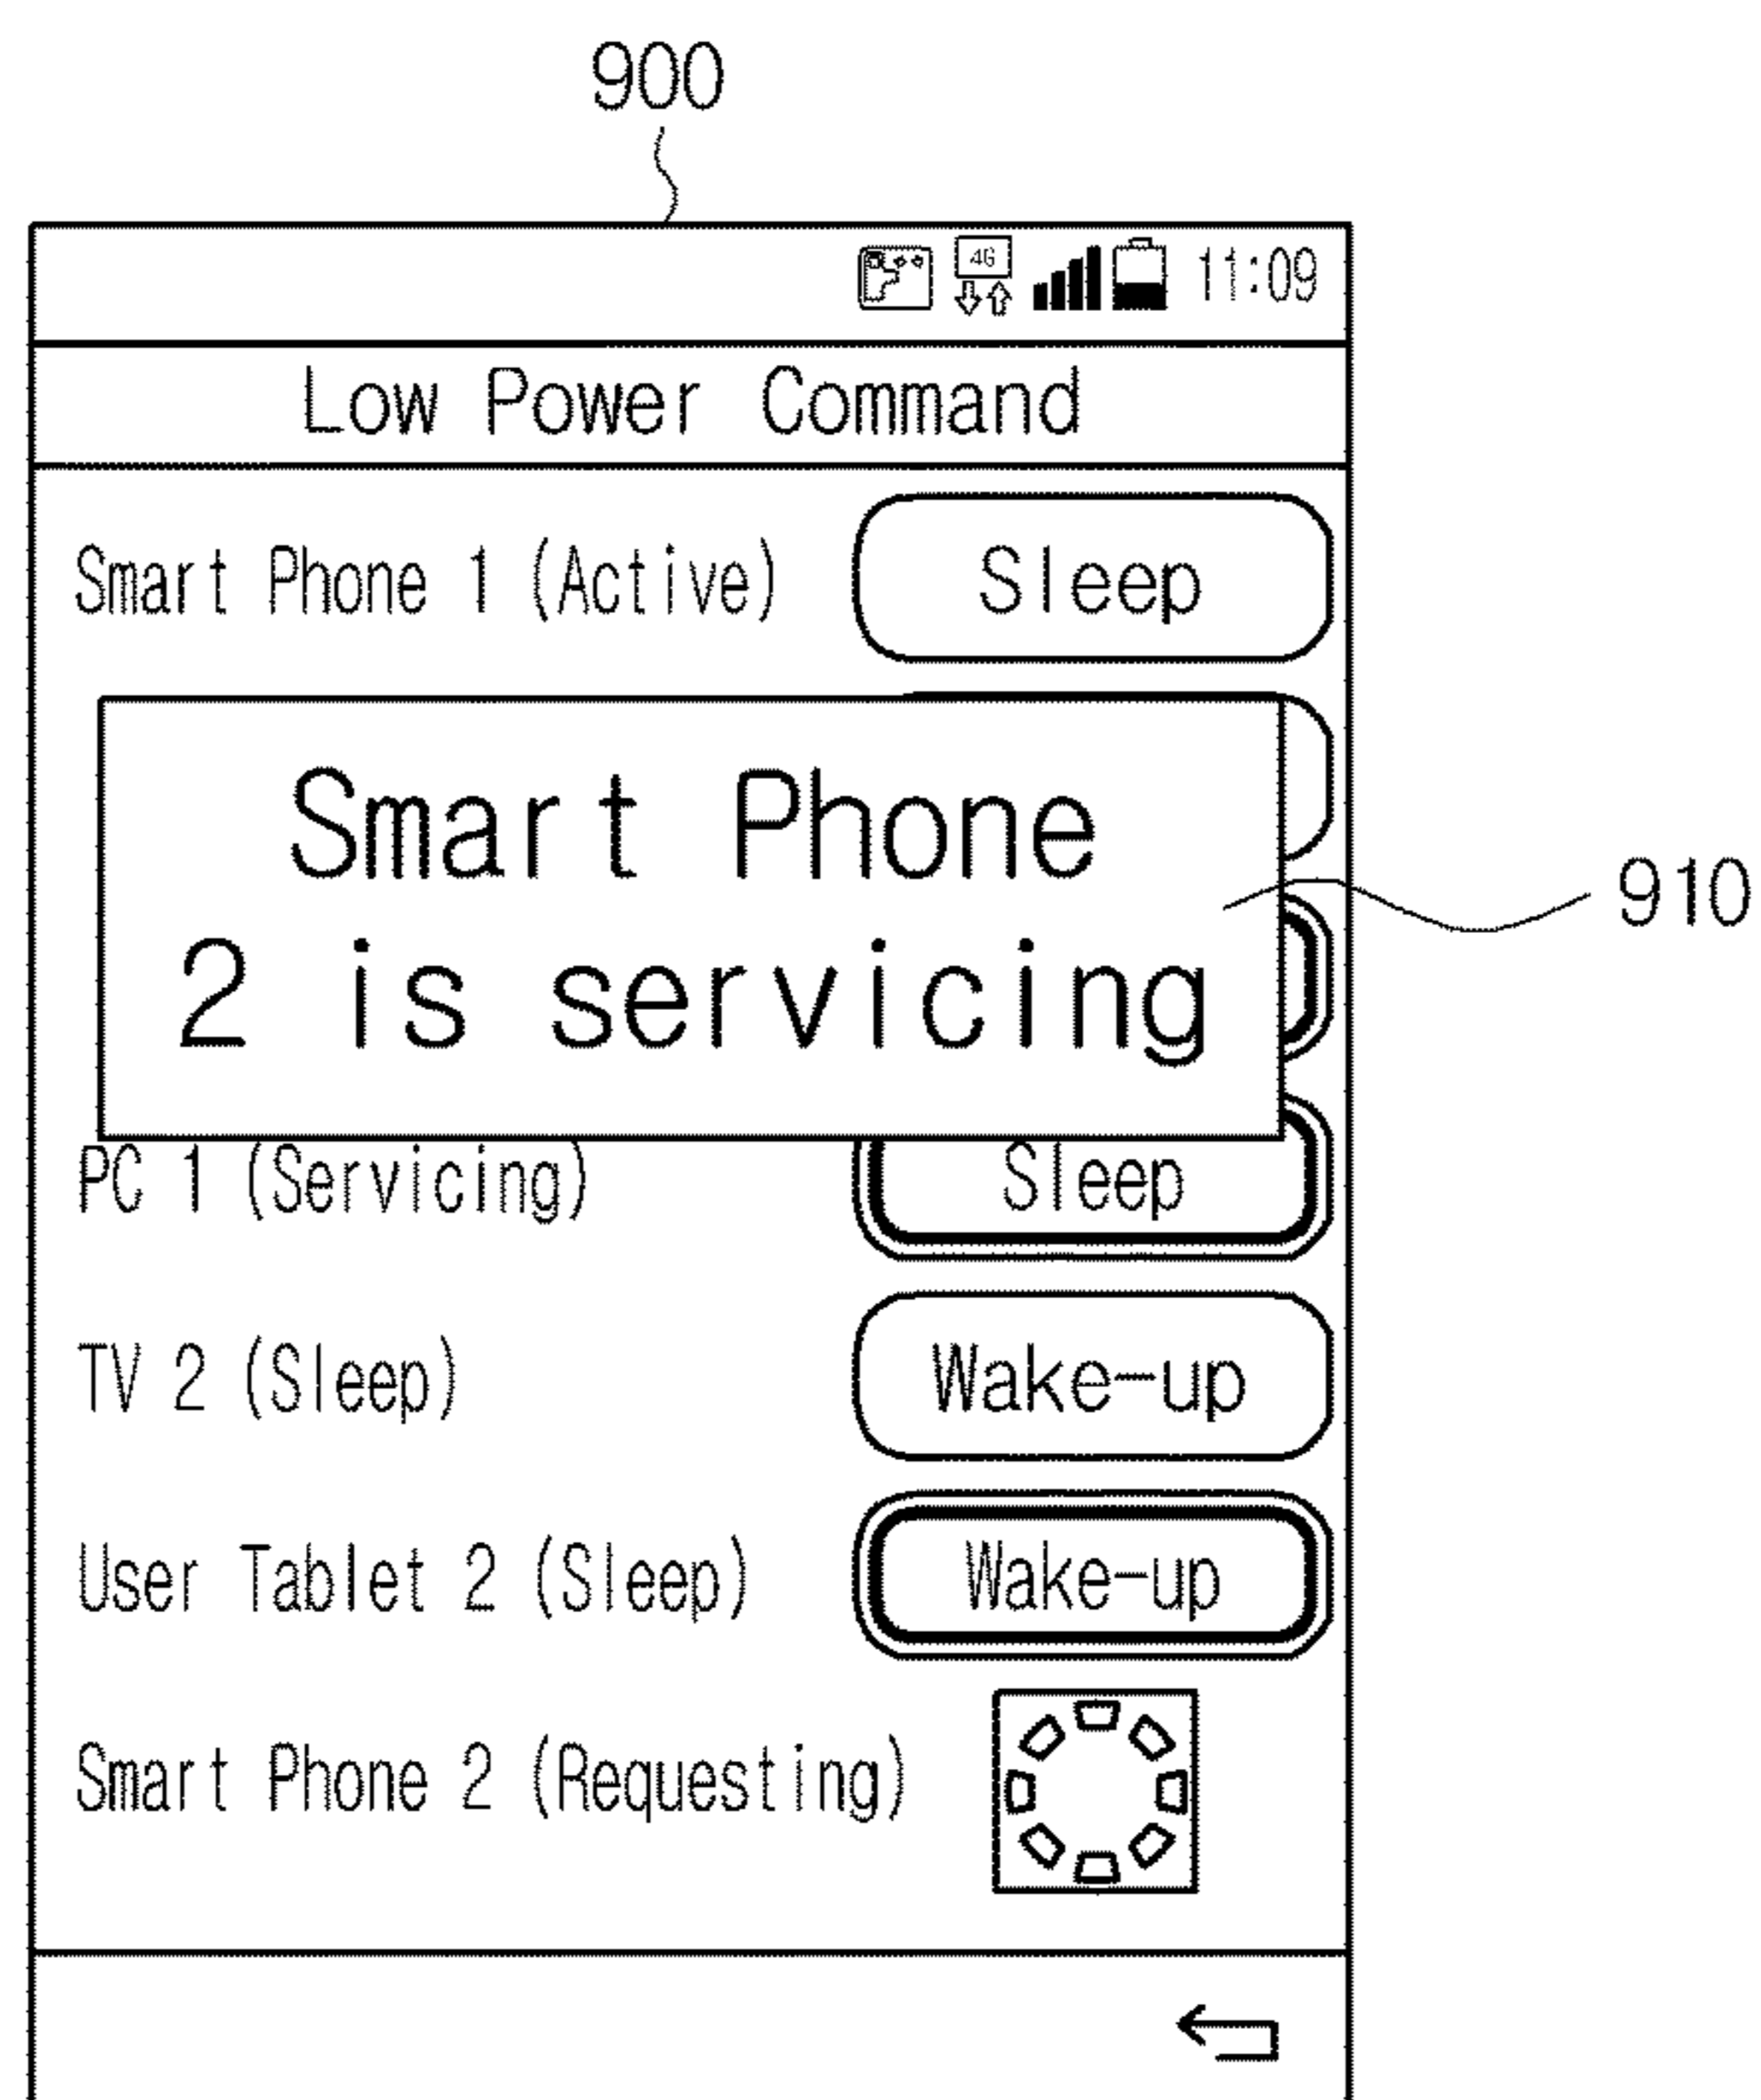 900
4G 11:09
Low Power Command
Smart Phone 1 (Active) Sleep
Smart Phone
2 is servicing
910
PC 1 (Servicing) Sleep
TV 2 (Sleep) Wake-up
User Tablet 2 (Sleep) Wake-up
Smart Phone 2 (Requesting)